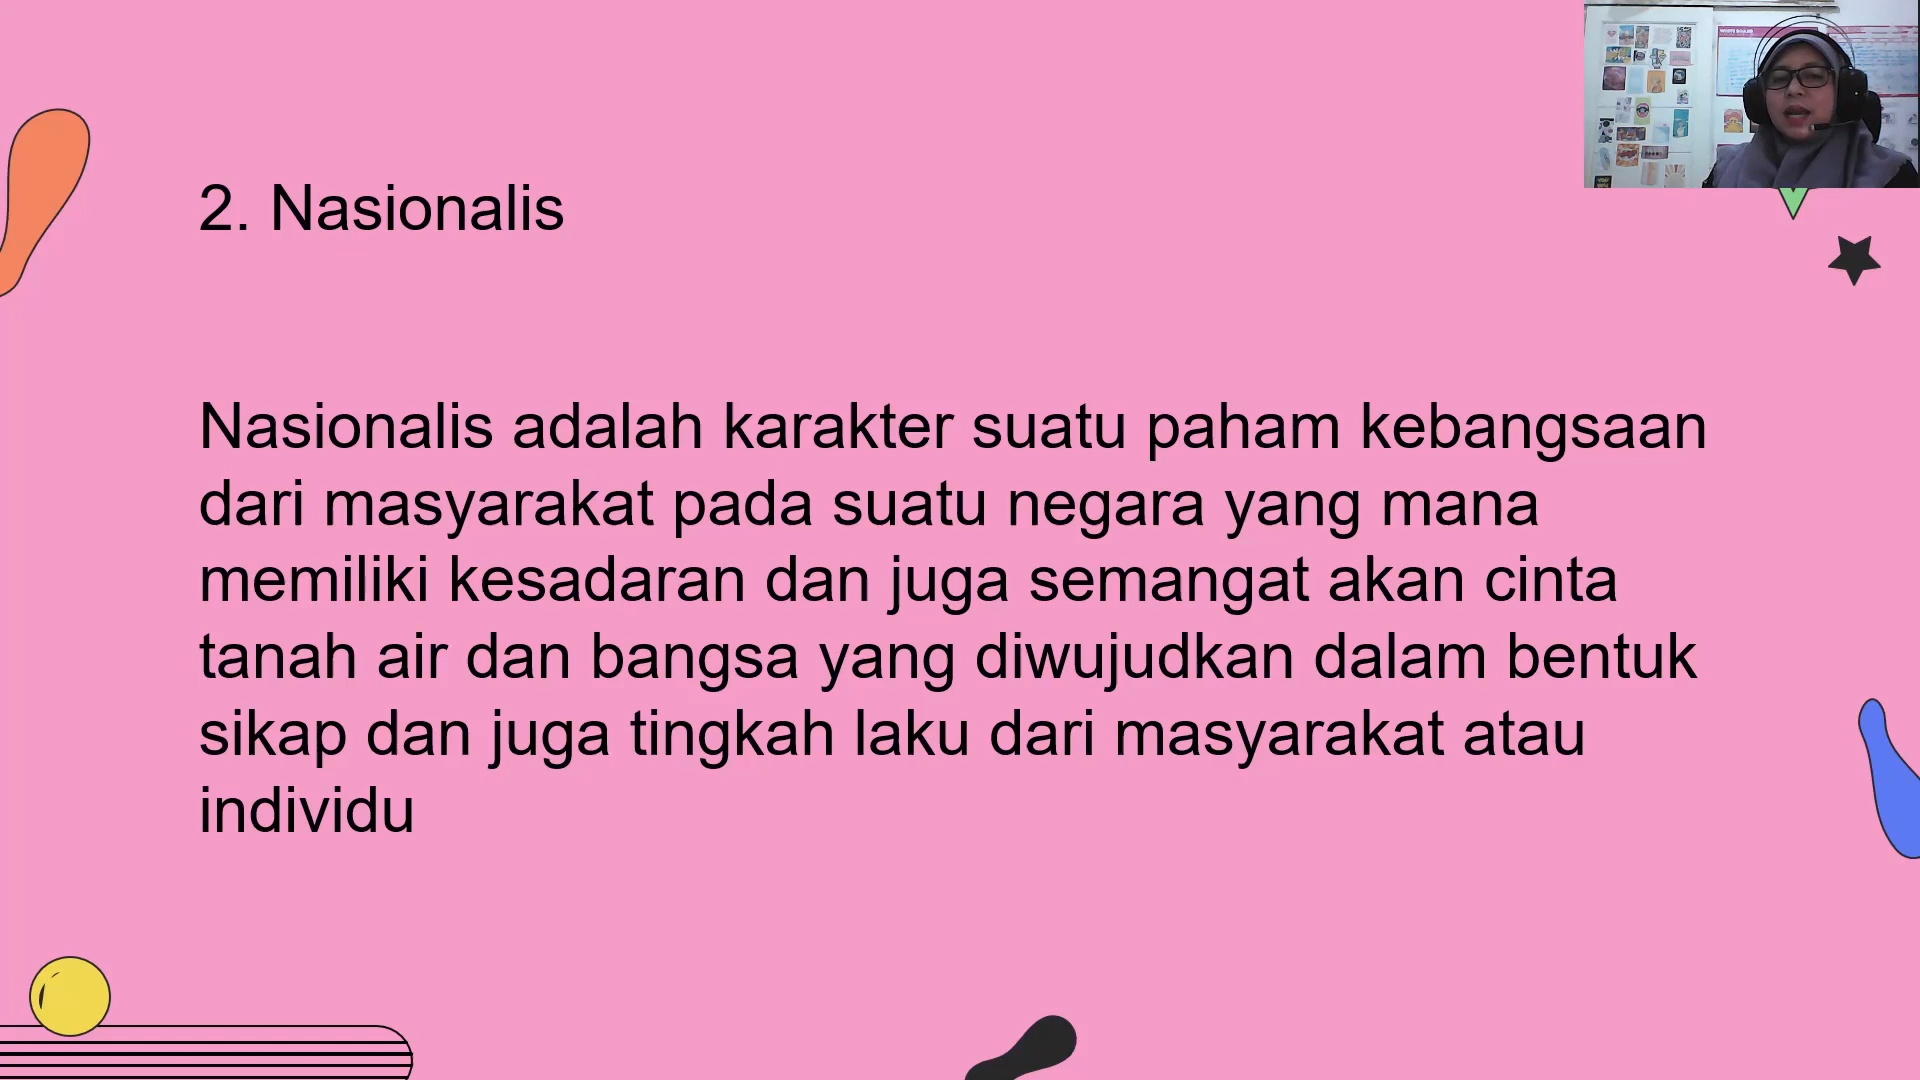 2. Nasionalis
Nasionalis adalah karakter suatu paham kebangsaan
dari masyarakat pada suatu negara yang mana
memiliki kesadaran dan juga semangat akan cinta
tanah air dan bangsa yang diwujudkan dalam bentuk
sikap dan juga tingkah laku dari masyarakat atau
individu